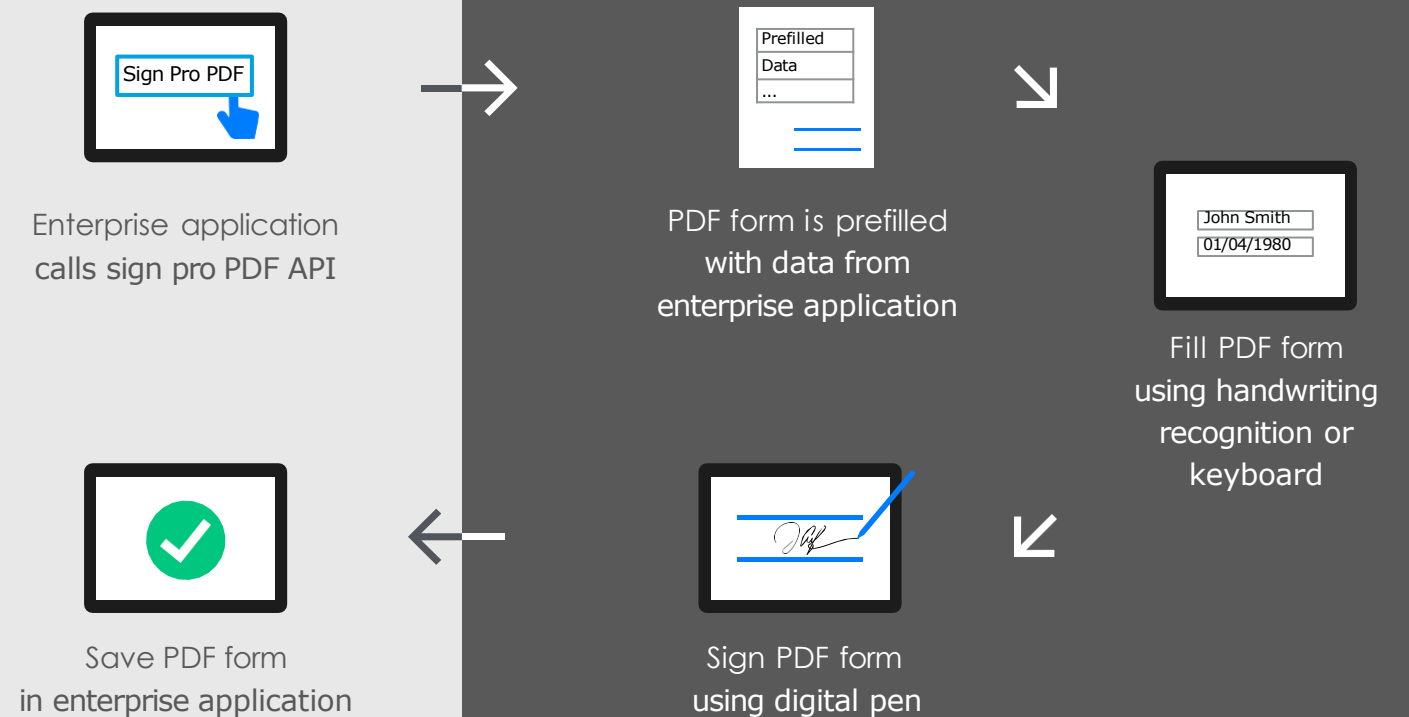 Sign Pro PDF
Enterprise application
calls sign pro PDF API
Prefilled
Data
...
PDF form is prefilled
with data from
enterprise application
John Smith
01/04/1980
Fill PDF form
using handwriting
recognition or
keyboard
Sign PDF form
using digital pen
Save PDF form
in enterprise application